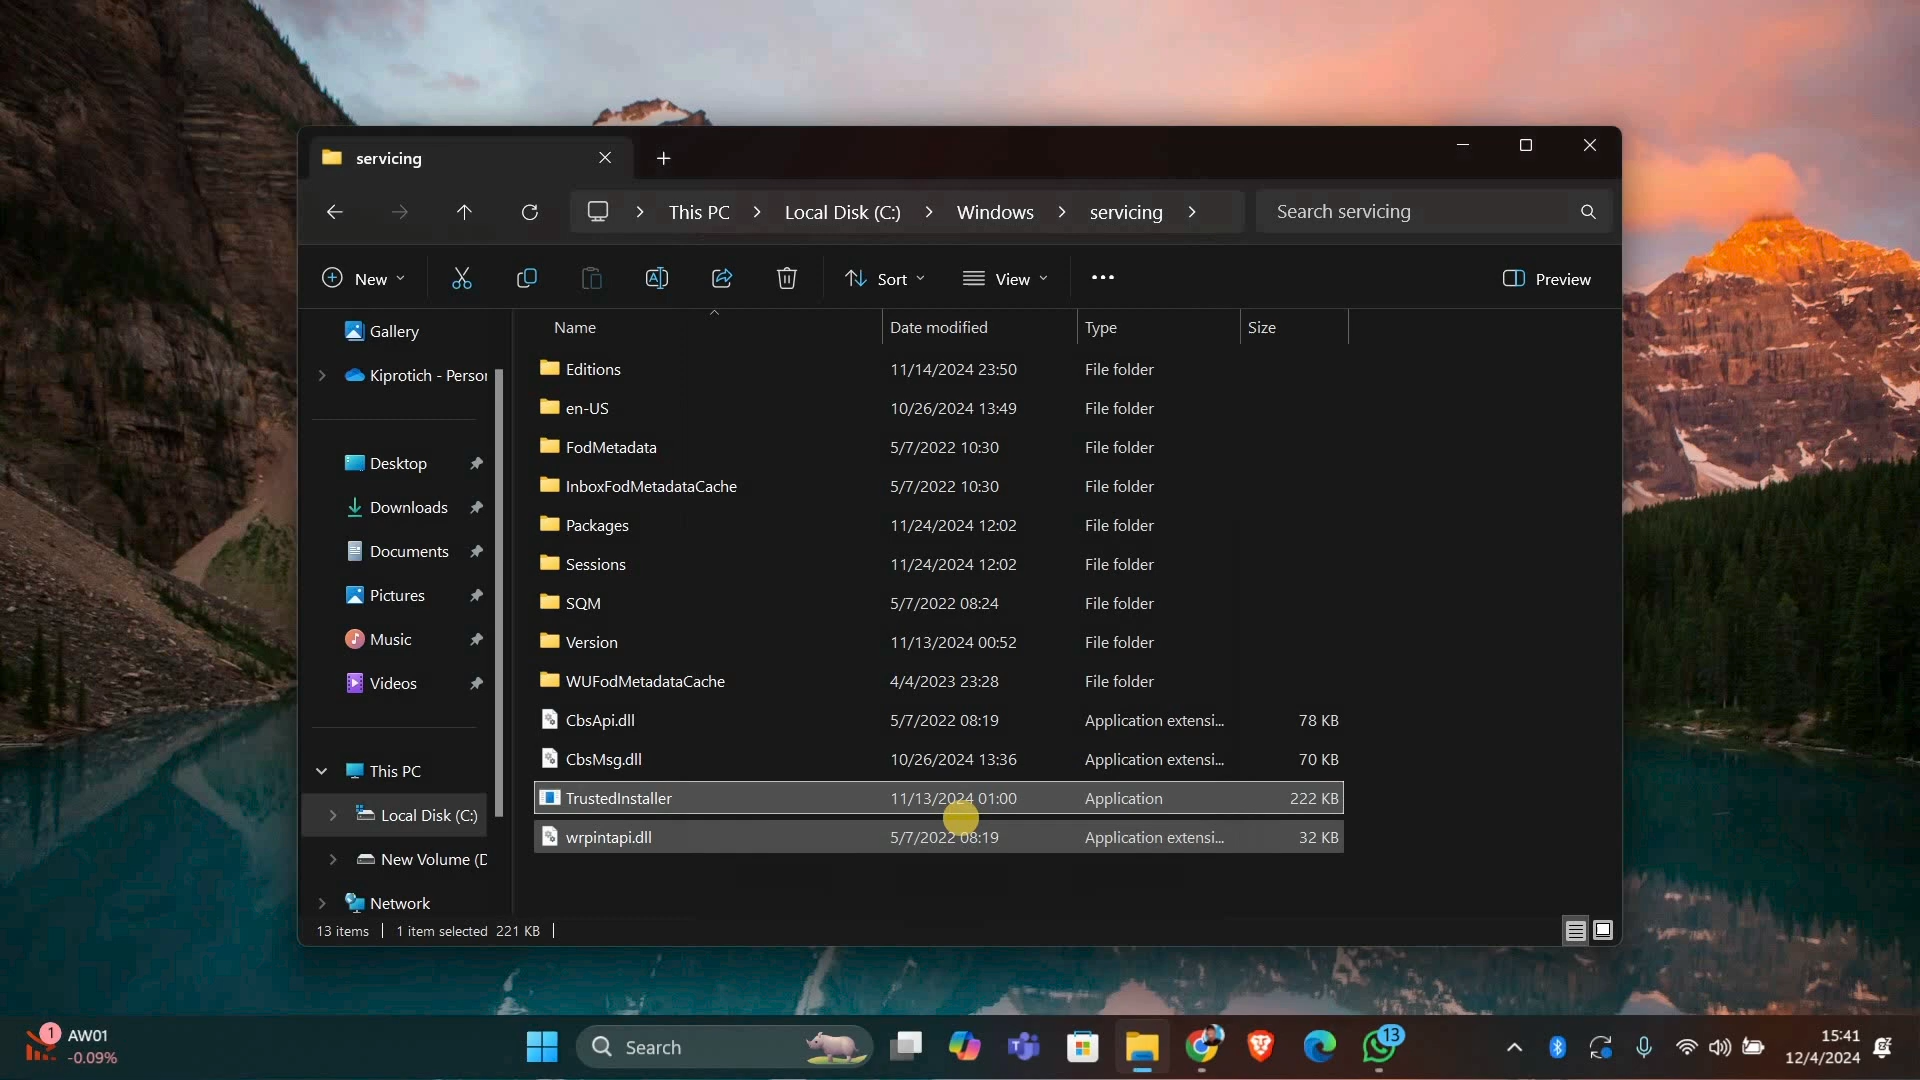 servicing
This PC
Local Disk (C:)
Windows
servicing
Search servicing
New
Sort
View
Preview
Gallery
Kiprotich - Person
Desktop
Downloads
Documents
Pictures
Music
Videos
This PC
Local Disk (C:)
New Volume (D
Network
Name Date modified Type Size
Editions 11/14/2024 23:50 File folder
en-US 10/26/2024 13:49 File folder
FodMetadata 5/7/2022 10:30 File folder
InboxFodMetadataCache 5/7/2022 10:30 File folder
Packages 11/24/2024 12:02 File folder
Sessions 11/24/2024 12:02 File folder
SQM 5/7/2022 08:24 File folder
Version 11/13/2024 00:52 File folder
WUFodMetadataCache 4/4/2023 23:28 File folder
CbsApi.dll 5/7/2022 08:19 Application extensi... 78 KB
CbsMsg.dll 10/26/2024 13:36 Application extensi... 70 KB
TrustedInstaller 11/13/2024 01:00 Application 222 KB
wrpintapi.dll 5/7/2022 08:19 Application extensi... 32 KB
13 items 1 item selected 221 KB
1 AW01
-0.09%
Search
13
15:41
12/4/2024